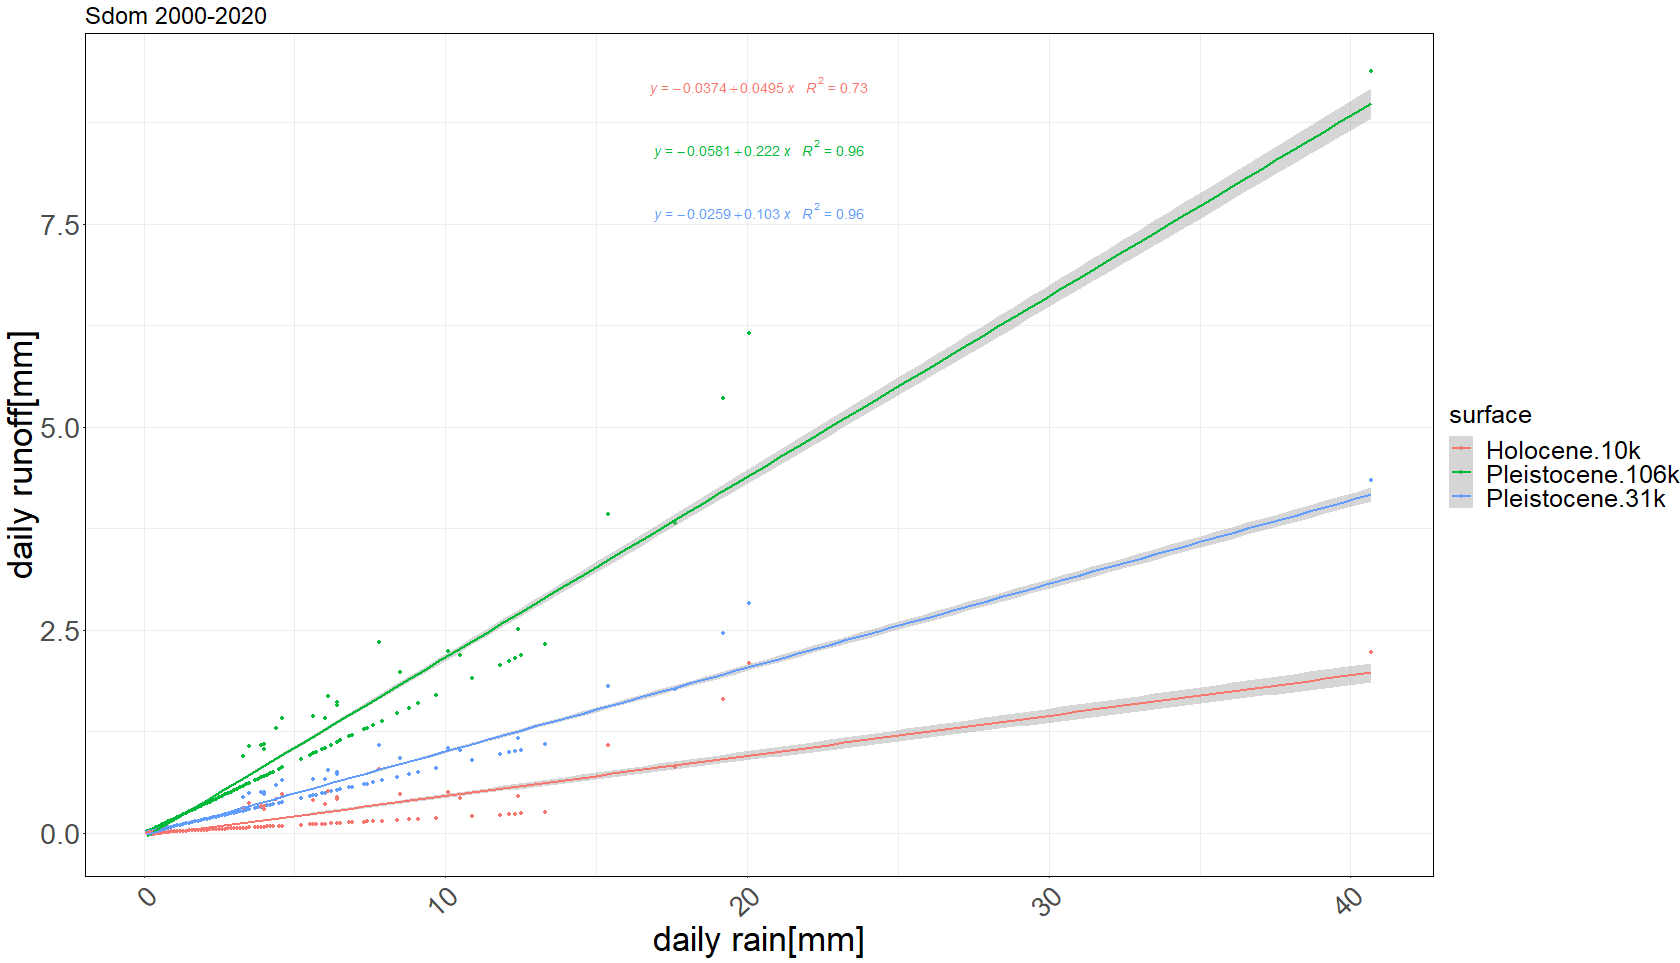 Sdom 2000-2020
y = −0.0374 + 0.0495 x R² = 0.73
y = −0.0581 + 0.222 x R² = 0.96
y = −0.0259 + 0.103 x R² = 0.96
7.5
5.0
2.5
0.0
daily runoff[mm]
0 10 20 30 40
daily rain[mm]
surface
Holocene.10k
Pleistocene.106k
Pleistocene.31k